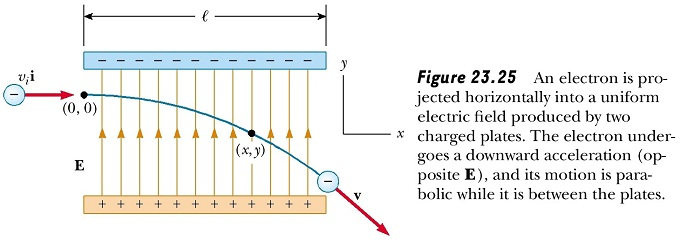 ℓ
− − − − − − − − − − − −
y
v_i i
−
(0, 0)
x
(x, y)
E
−
v
+ + + + + + + + + + + +
Figure 23.25 An electron is pro-
jected horizontally into a uniform
electric field produced by two
charged plates. The electron under-
goes a downward acceleration (op-
posite E), and its motion is para-
bolic while it is between the plates.